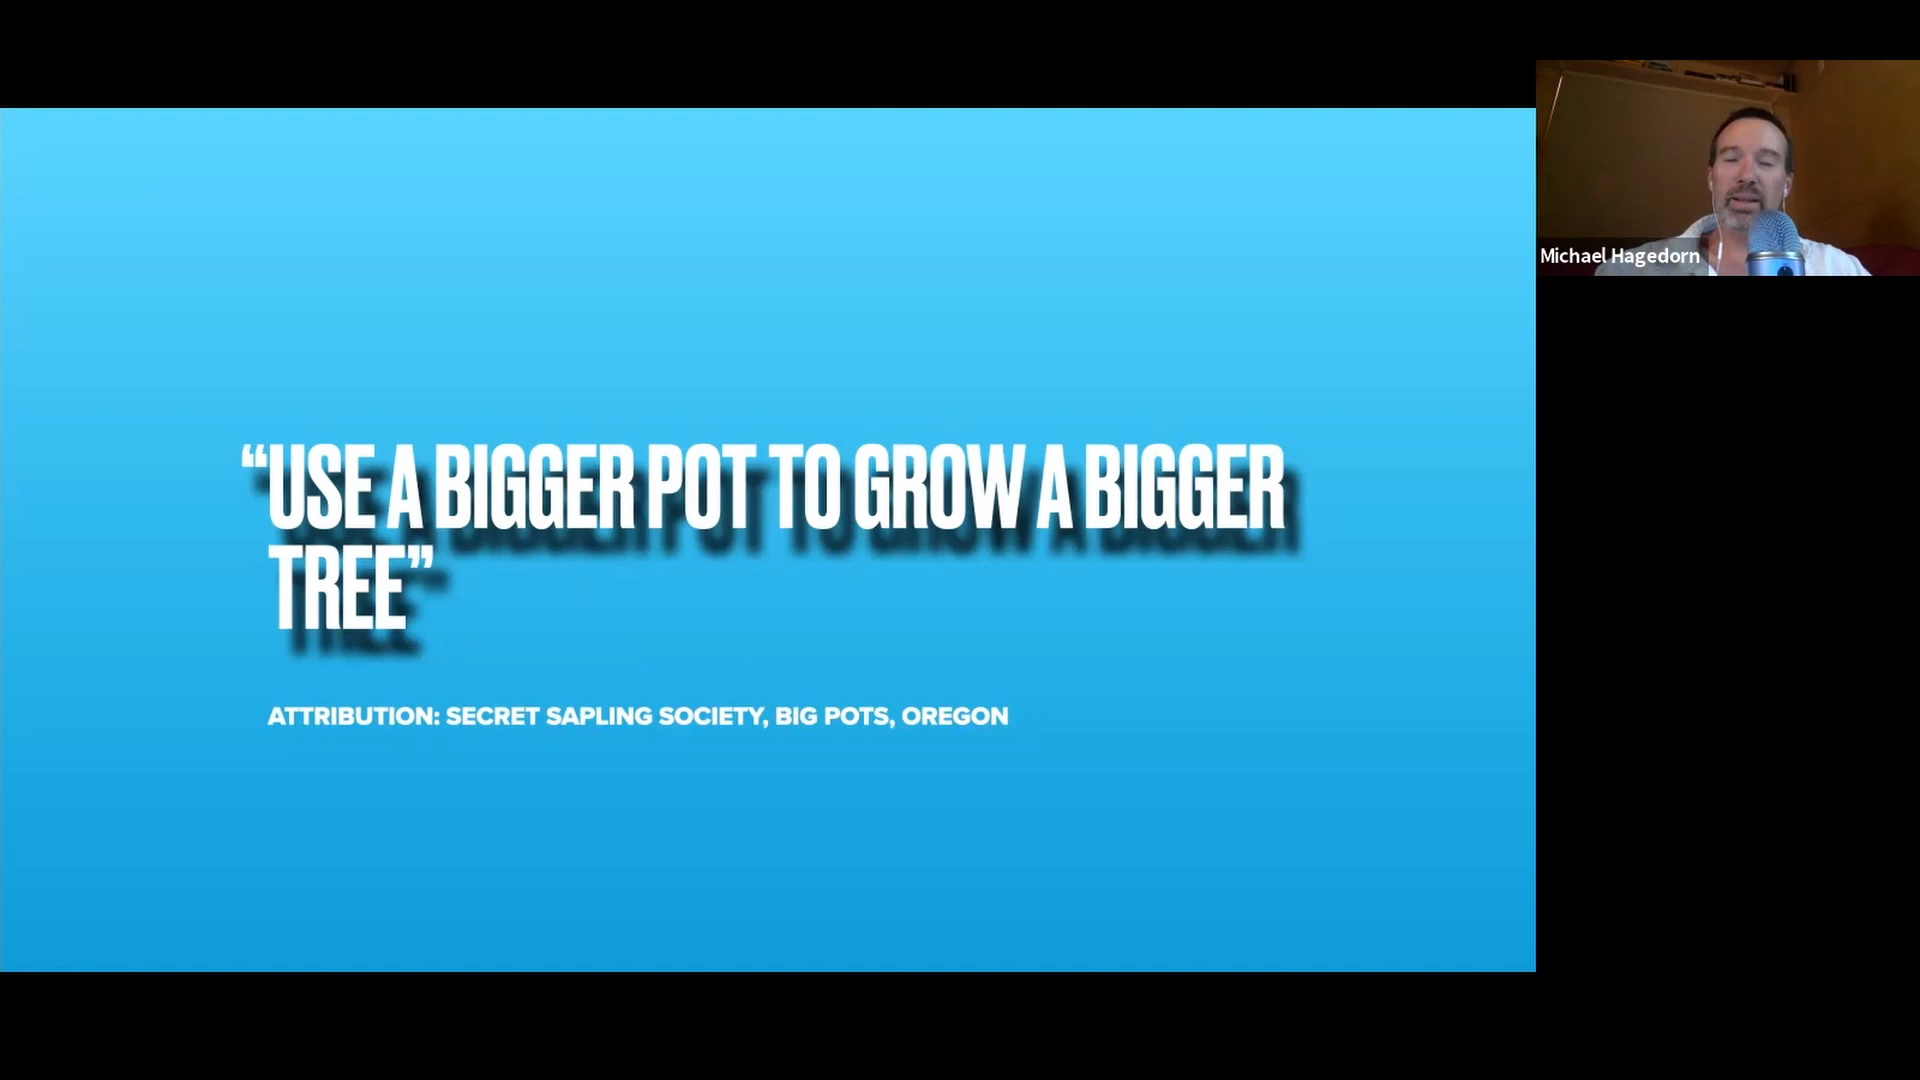 “USE A BIGGER POT TO GROW A BIGGER
TREE”
ATTRIBUTION: SECRET SAPLING SOCIETY, BIG POTS, OREGON
Michael Hagedorn